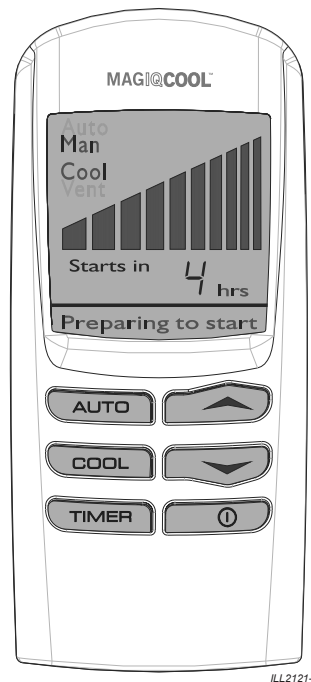 MAGIQCOOL™
Auto
Man
Cool
Vent
Starts in 4 hrs
Preparing to start
AUTO
COOL
TIMER
ILL2121-